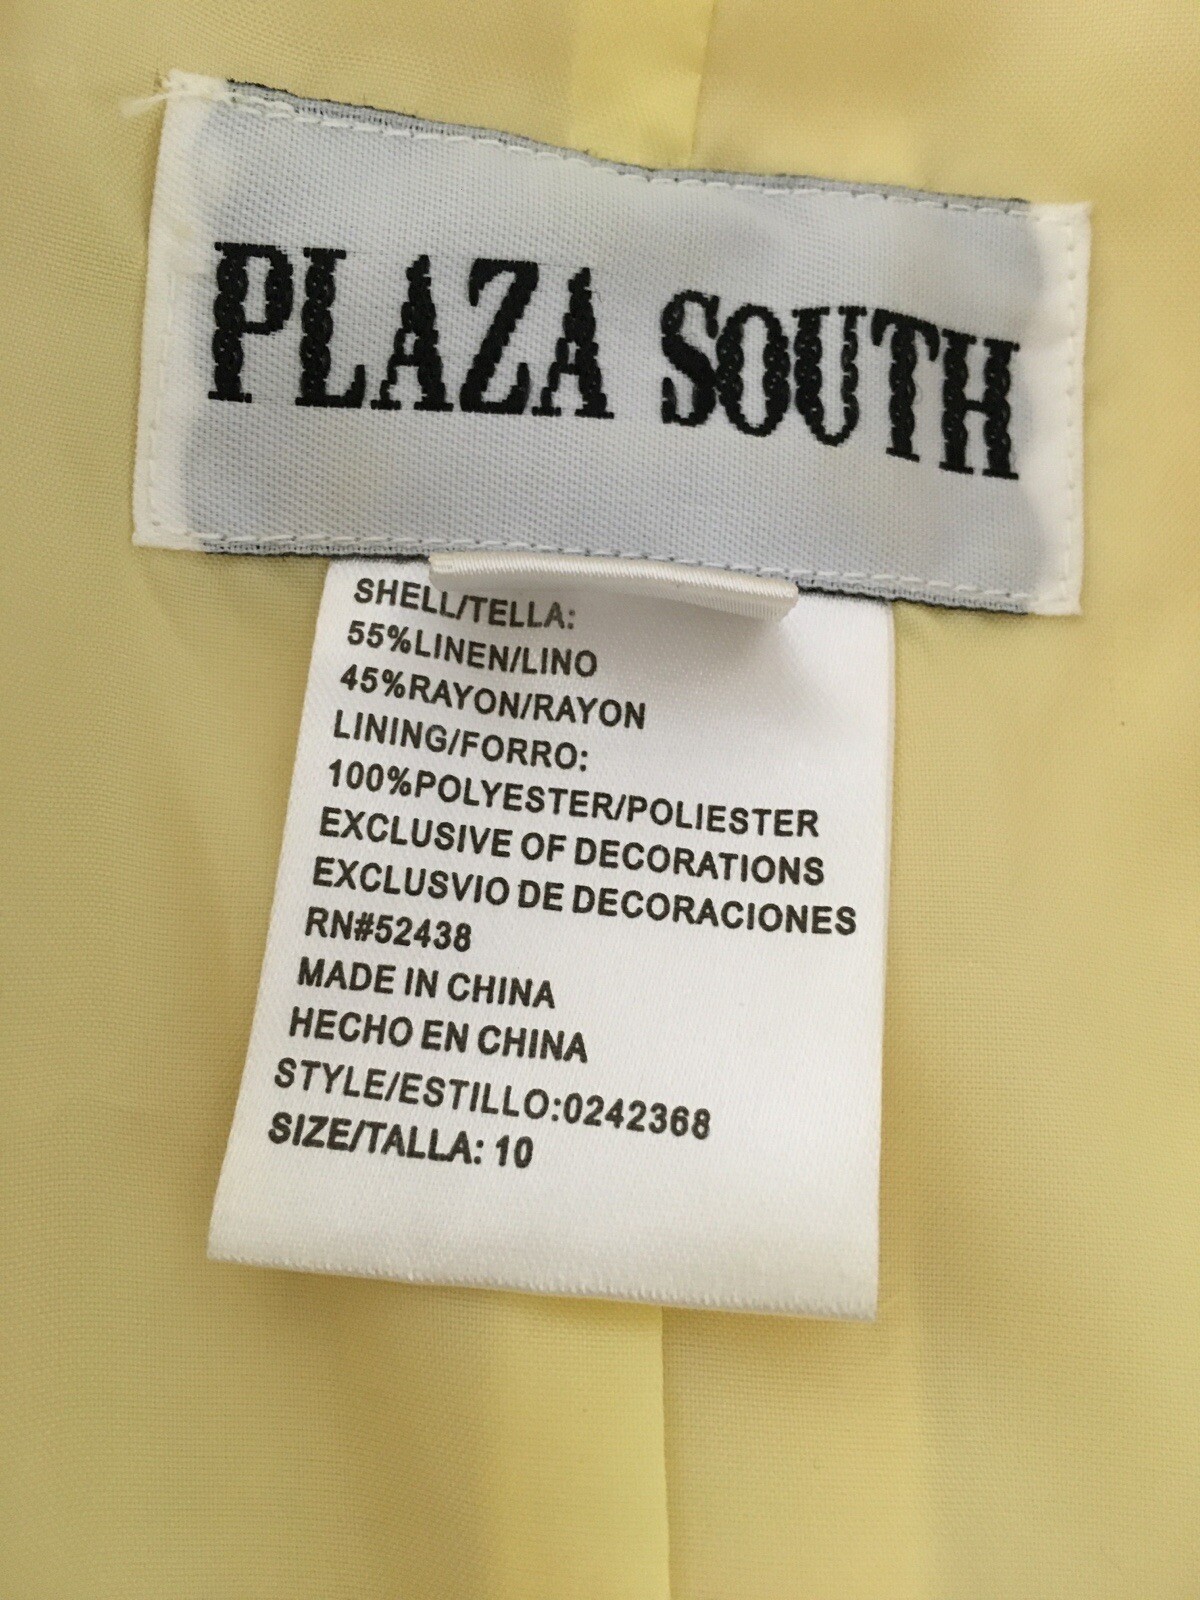 PLAZA SOUTH
SHELL/TELLA:
55%LINEN/LINO
45%RAYON/RAYON
LINING/FORRO:
100%POLYESTER/POLIESTER
EXCLUSIVE OF DECORATIONS
EXCLUSVIO DE DECORACIONES
RN#52438
MADE IN CHINA
HECHO EN CHINA
STYLE/ESTILLO:0242368
SIZE/TALLA: 10